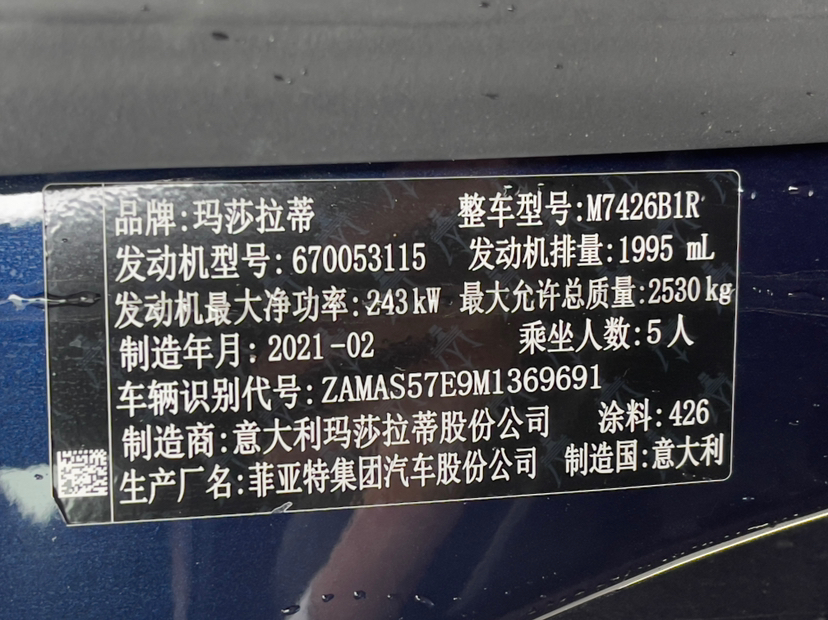 品牌:玛莎拉蒂 整车型号:M7426B1R
发动机型号:670053115 发动机排量:1995 mL
发动机最大净功率:243kW 最大允许总质量:2530kg
制造年月:2021-02 乘坐人数:5人
车辆识别代号:ZAMAS57E9M1369691
制造商:意大利玛莎拉蒂股份公司 涂料:426
生产厂名:菲亚特集团汽车股份公司 制造国:意大利